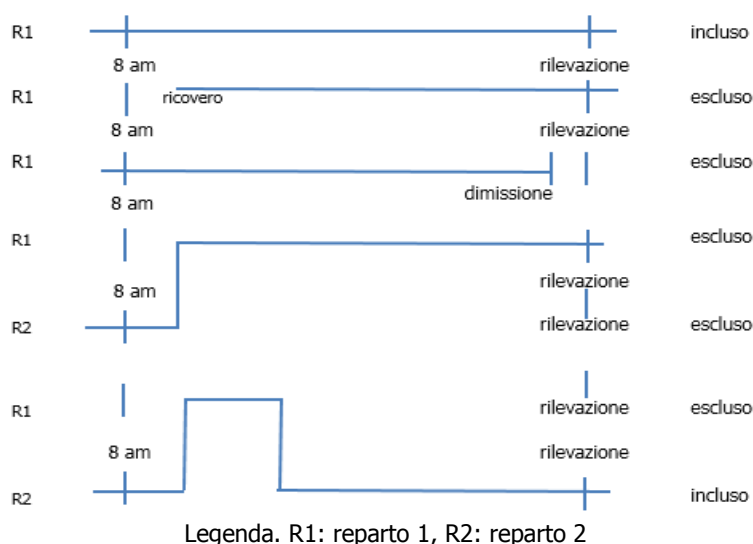 R1 incluso
8 am rilevazione
R1 ricovero escluso
8 am rilevazione
R1 escluso
dimissione
8 am
R1 escluso
rilevazione
8 am
R2 rilevazione escluso
R1 rilevazione escluso
8 am rilevazione
R2 incluso
Legenda. R1: reparto 1, R2: reparto 2